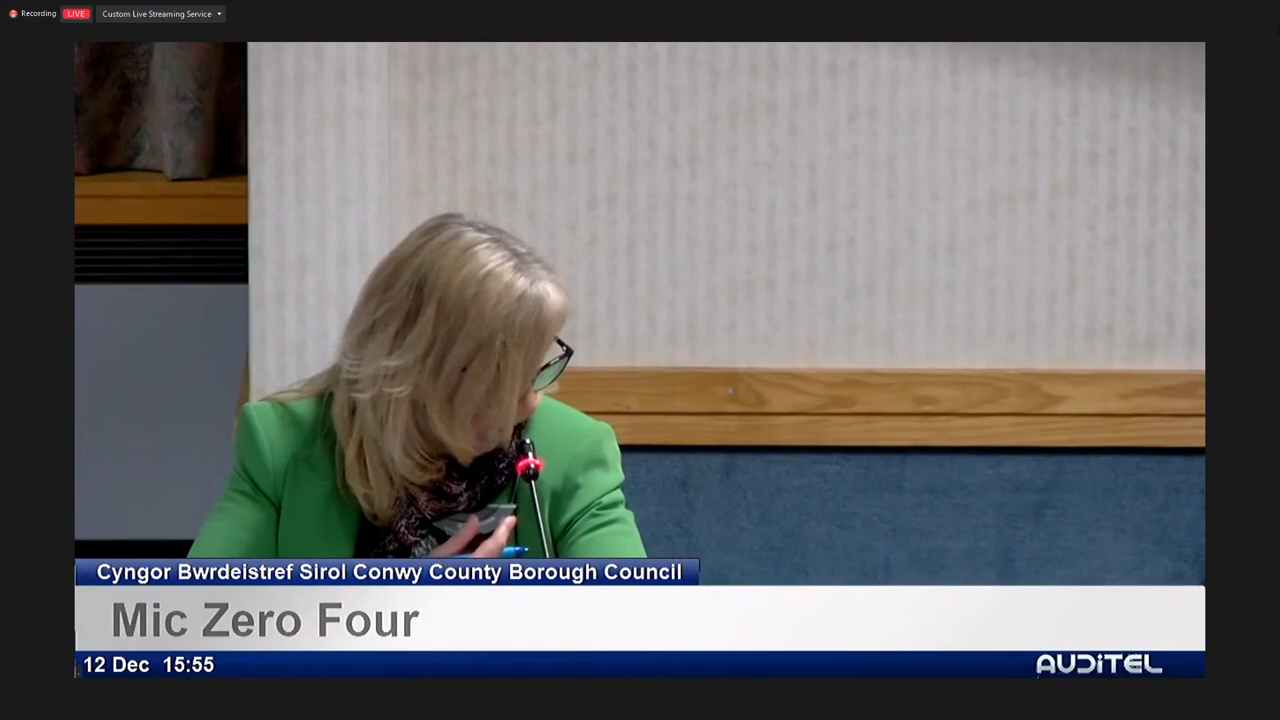 Recording
LIVE
Custom Live Streaming Service
Cyngor Bwrdeistref Sirol Conwy County Borough Council
Mic Zero Four
12 Dec 15:55
AUDiTEL